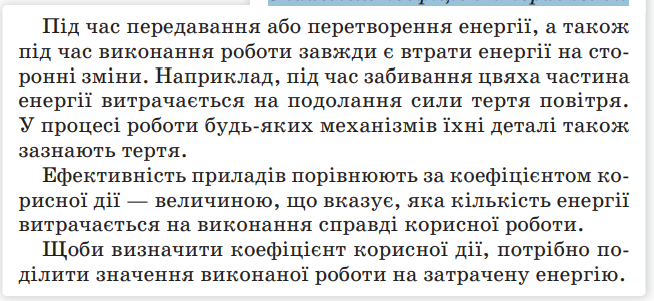 Під час передавання або перетворення енергії, а також
під час виконання роботи завжди є втрати енергії на сто-
ронні зміни. Наприклад, під час забивання цвяха частина
енергії витрачається на подолання сили тертя повітря.
У процесі роботи будь-яких механізмів їхні деталі також
зазнають тертя.
Ефективність приладів порівнюють за коефіцієнтом ко-
рисної дії — величиною, що вказує, яка кількість енергії
витрачається на виконання справді корисної роботи.
Щоби визначити коефіцієнт корисної дії, потрібно по-
ділити значення виконаної роботи на затрачену енергію.